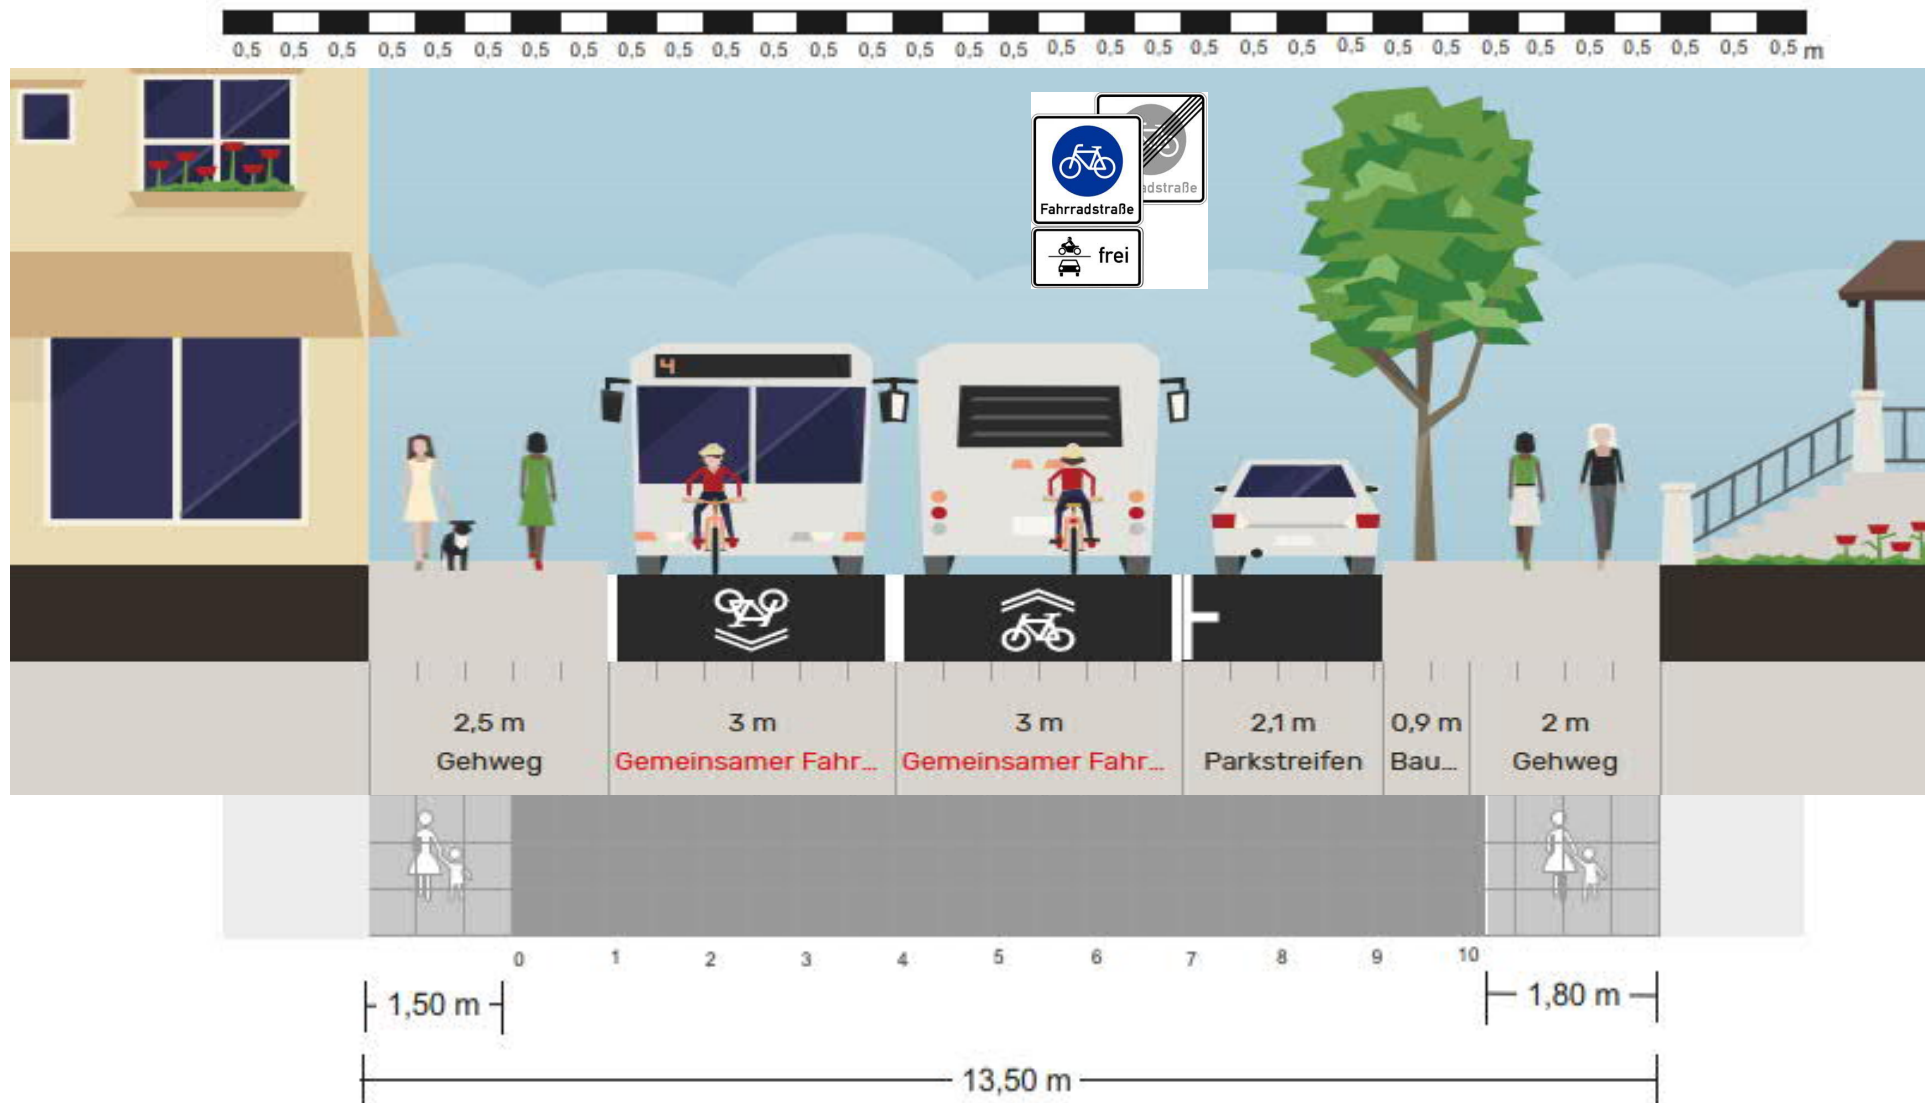 0,5 0,5 0,5 0,5 0,5 0,5 0,5 0,5 0,5 0,5 0,5 0,5 0,5 0,5 0,5 0,5 0,5 0,5 0,5 0,5 0,5 0,5 0,5 0,5 0,5 0,5 0,5 0,5 0,5 0,5 0,5 0,5 0,5 m
adstraße
Fahrradstraße
frei
4
2,5 m 3 m 3 m 2,1 m 0,9 m 2 m
Gehweg Gemeinsamer Fahr... Gemeinsamer Fahr... Parkstreifen Bau... Gehweg
0 1 2 3 4 5 6 7 8 9 10
1,50 m 1,80 m
13,50 m